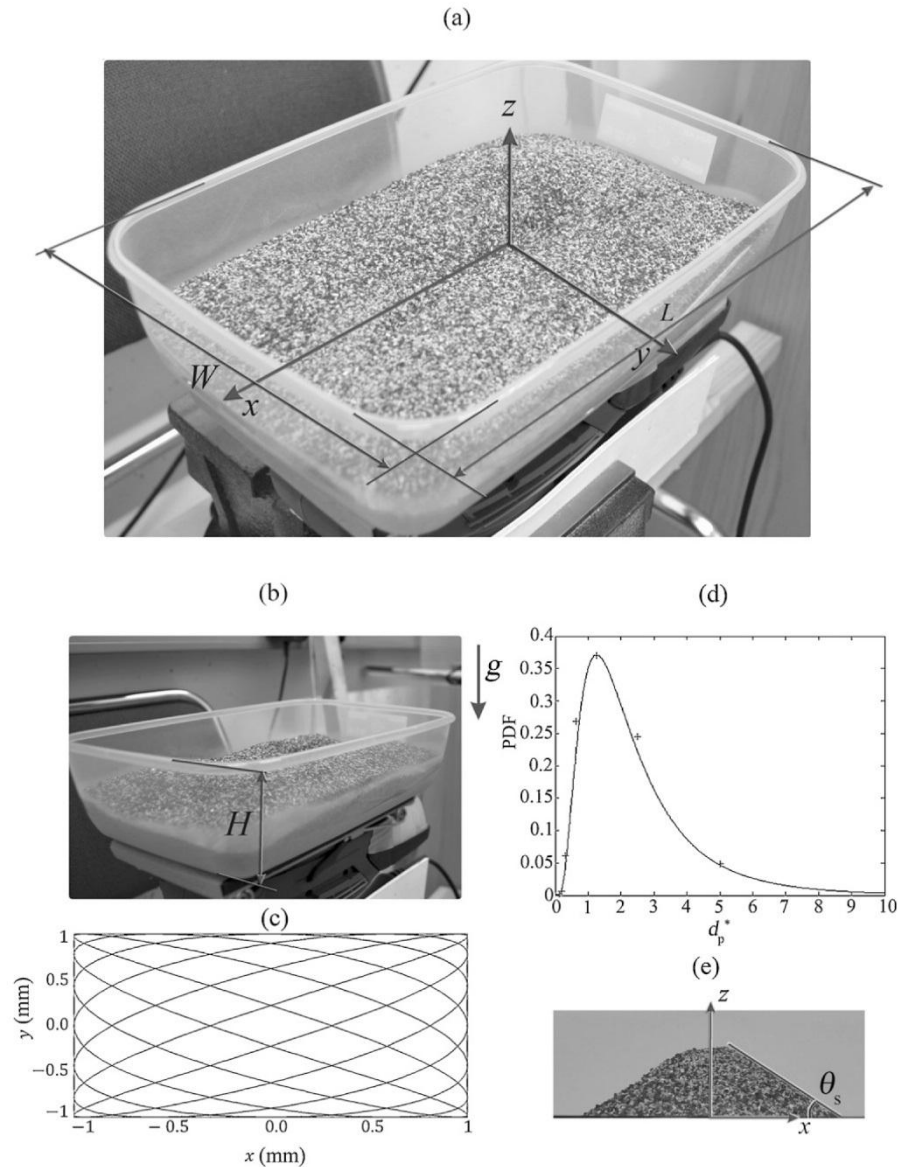 (a)
z
L
y
W
x
(b)
g
H
(d)
0.4
0.35
0.3
0.25
0.2
0.15
0.1
0.05
0
PDF
0 1 2 3 4 5 6 7 8 9 10
dp*
(c)
1
0.5
0.0
−0.5
−1
y (mm)
−1 −0.5 0.0 0.5 1
x (mm)
(e)
z
θs
x